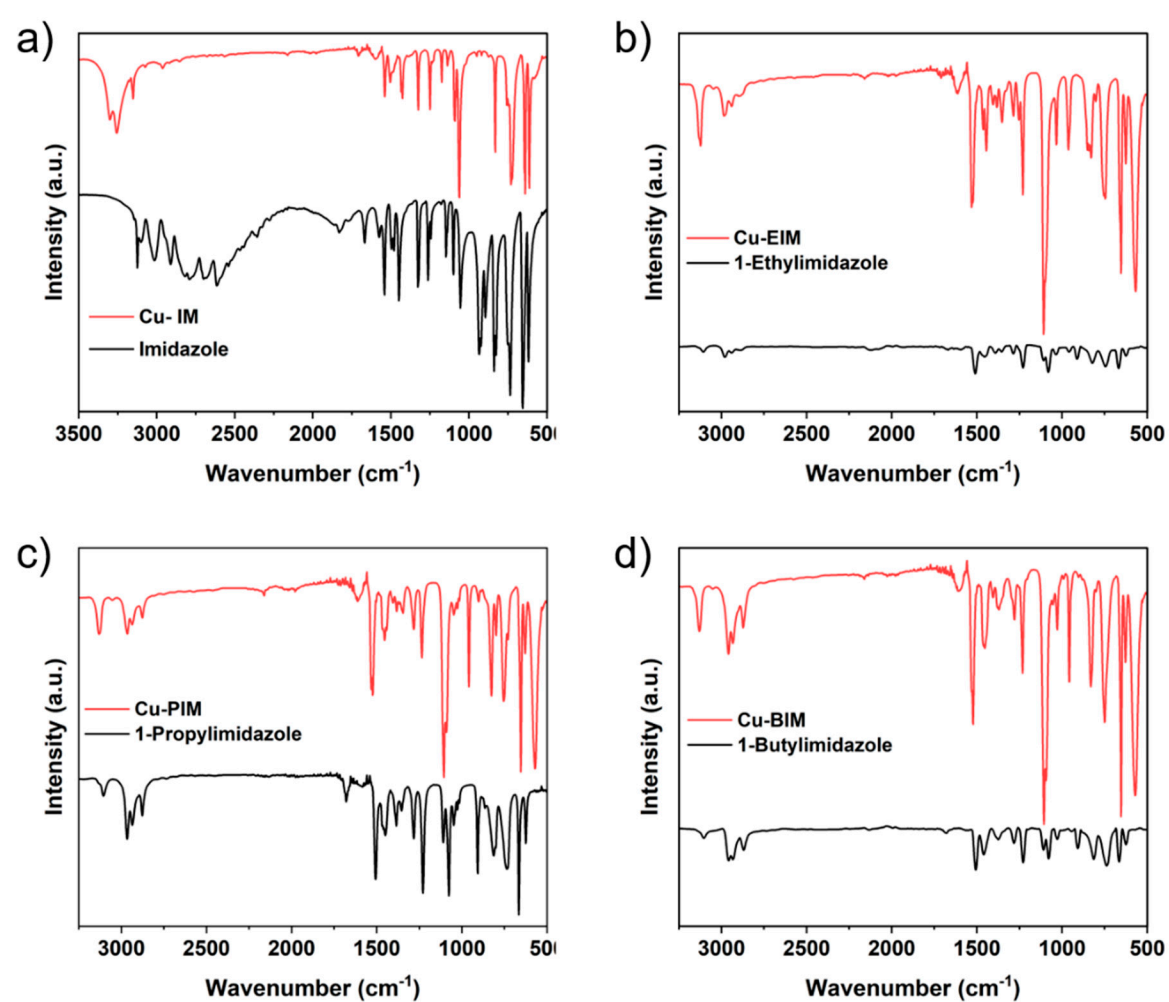 a)
Intensity (a.u.)
Cu- IM
Imidazole
3500 3000 2500 2000 1500 1000 500
Wavenumber (cm⁻¹)
b)
Intensity (a.u.)
Cu-EIM
1-Ethylimidazole
3000 2500 2000 1500 1000 500
Wavenumber (cm⁻¹)
c)
Intensity (a.u.)
Cu-PIM
1-Propylimidazole
3000 2500 2000 1500 1000 500
Wavenumber (cm⁻¹)
d)
Intensity (a.u.)
Cu-BIM
1-Butylimidazole
3000 2500 2000 1500 1000 500
Wavenumber (cm⁻¹)